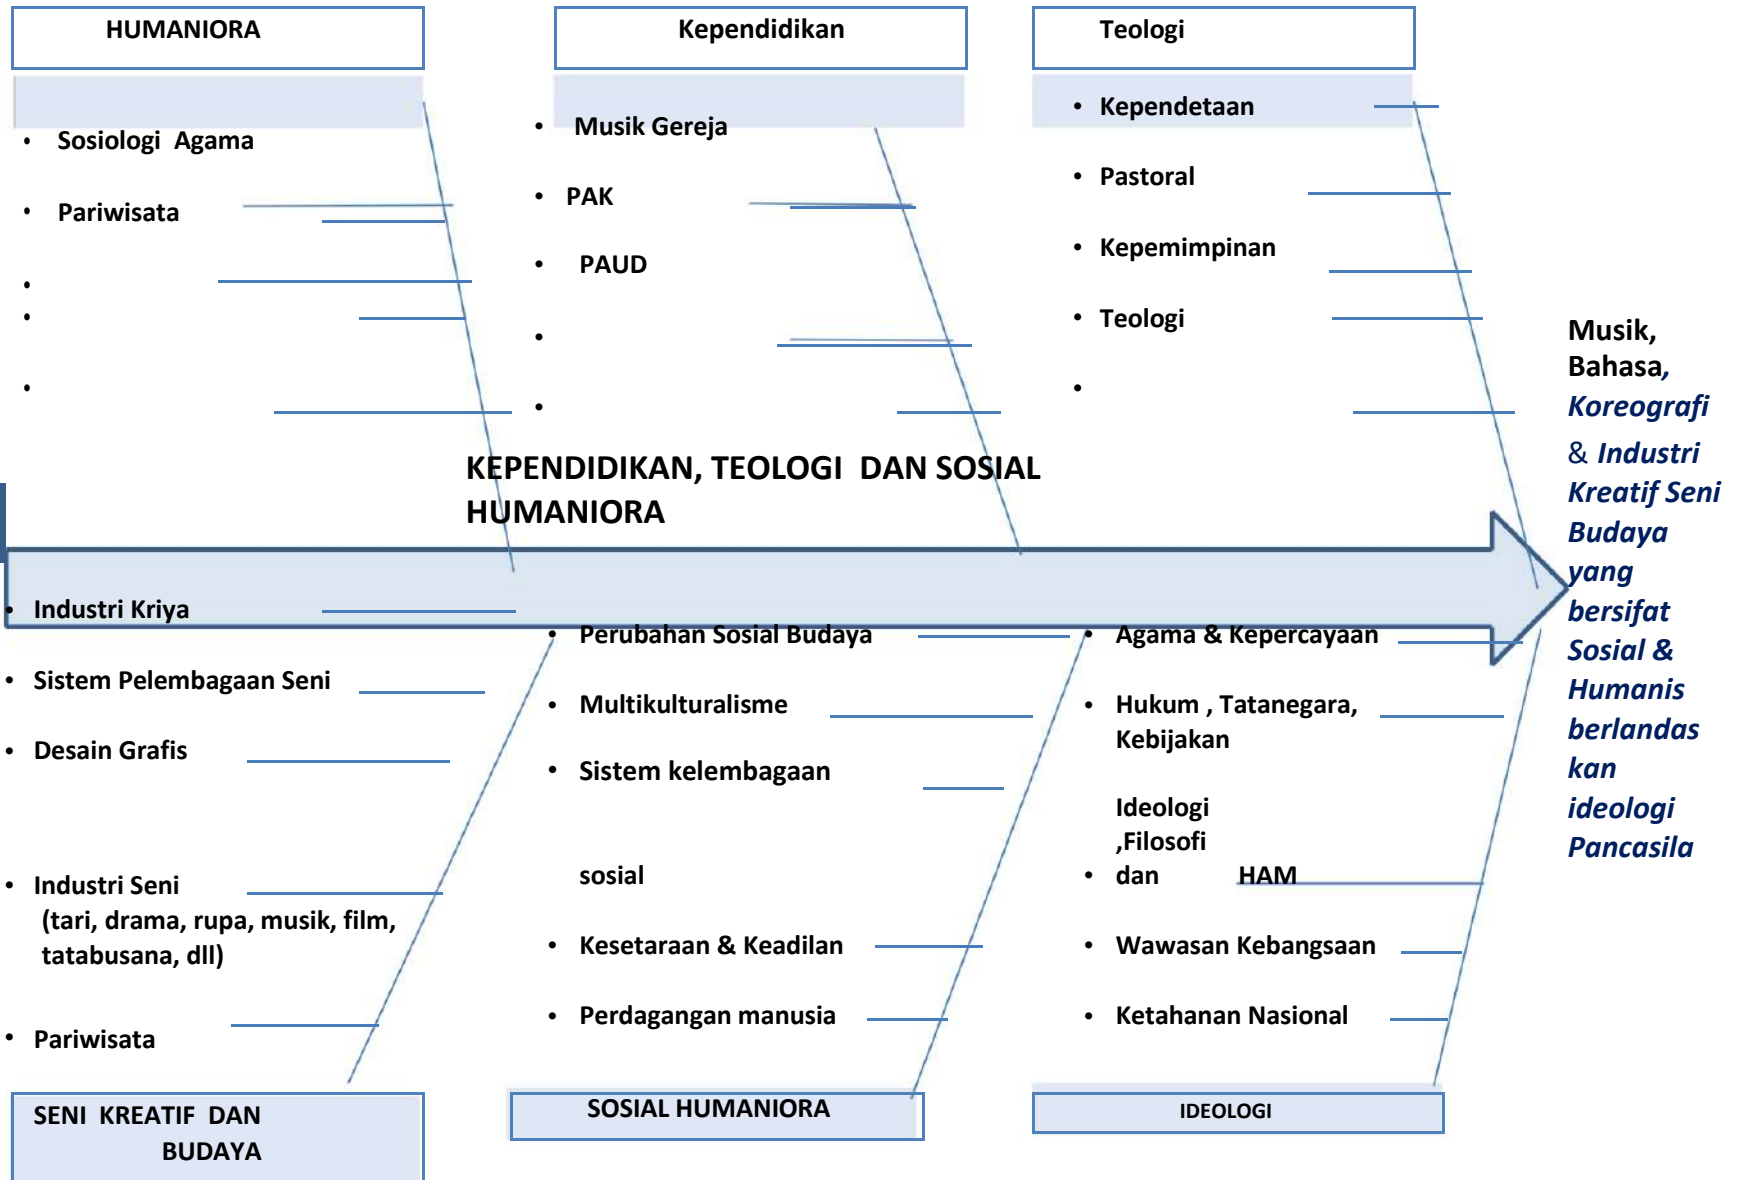 HUMANIORA
• Sosiologi Agama
• Pariwisata
•
•
•
Kependidikan
• Musik Gereja
• PAK
• PAUD
•
•
Teologi
• Kependetaan
• Pastoral
• Kepemimpinan
• Teologi
•
KEPENDIDIKAN, TEOLOGI DAN SOSIAL
HUMANIORA
Musik,
Bahasa,
Koreografi
& Industri
Kreatif Seni
Budaya
yang
bersifat
Sosial &
Humanis
berlandas
kan
ideologi
Pancasila
• Industri Kriya
• Sistem Pelembagaan Seni
• Desain Grafis
• Industri Seni
(tari, drama, rupa, musik, film,
tatabusana, dll)
• Pariwisata
SENI KREATIF DAN
BUDAYA
• Perubahan Sosial Budaya
• Multikulturalisme
• Sistem kelembagaan
sosial
• Kesetaraan & Keadilan
• Perdagangan manusia
SOSIAL HUMANIORA
• Agama & Kepercayaan
• Hukum , Tatanegara,
Kebijakan
Ideologi
,Filosofi
• dan HAM
• Wawasan Kebangsaan
• Ketahanan Nasional
IDEOLOGI